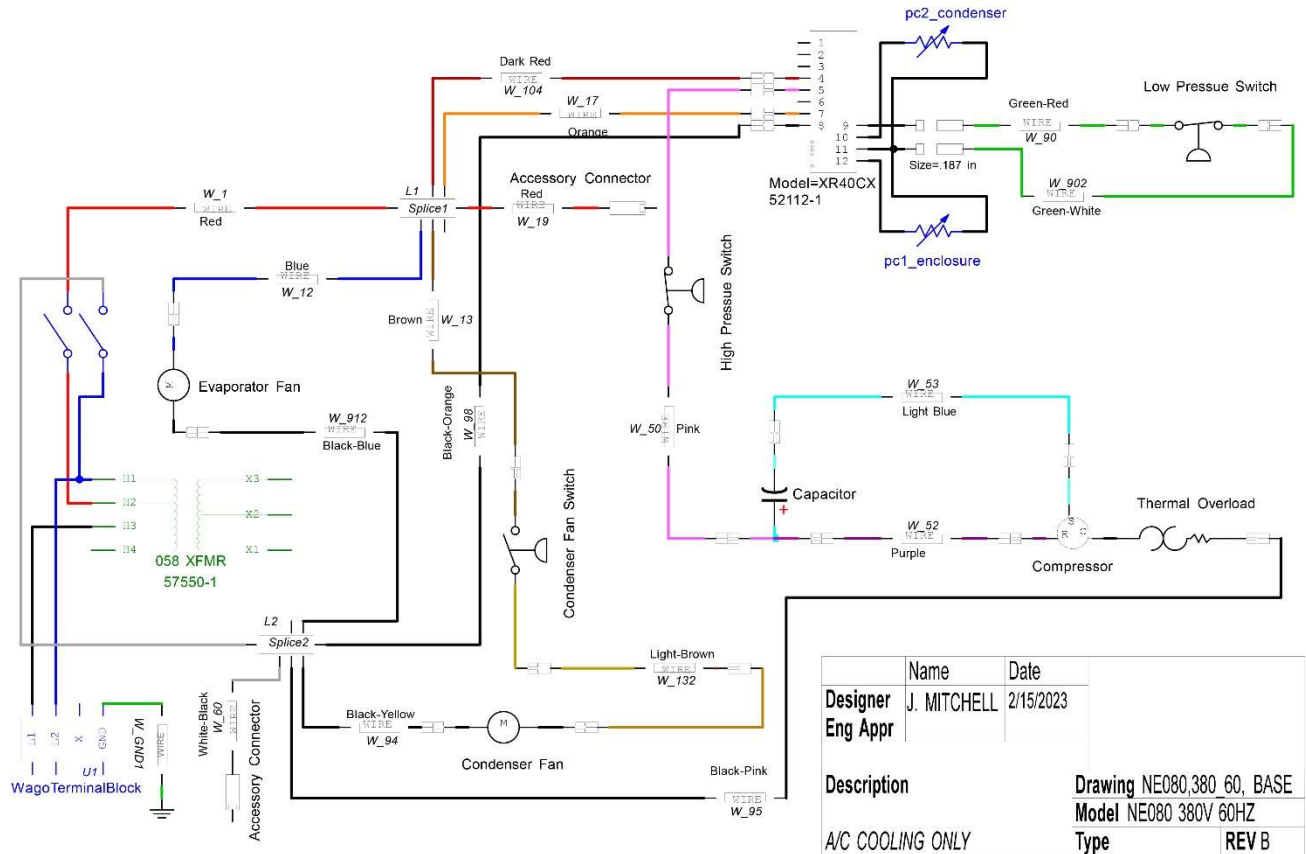 pc2_condenser
1
2
3
4
5
6
7
8
9
10
11
12
Dark Red
WIRE
W_104
W_17
WIRE
Orange
Green-Red
WIRE
W_90
Low Pressue Switch
Size=.187 in
W_902
WIRE
Green-White
Model=XR40CX
52112-1
pc1_enclosure
W_1
WIRE
Red
L1
Splice1
Accessory Connector
Red
WIRE
W_19
Blue
WIRE
W_12
Brown
WIRE
W_13
High Pressue Switch
Evaporator Fan
M
W_912
WIRE
Black-Blue
Black-Orange
W_98
WIRE
W_50
WIRE
Pink
W_53
WIRE
Light Blue
H1
H2
H3
H4
X3
X2
X1
058 XFMR
57550-1
Condenser Fan Switch
Capacitor
+
W_52
WIRE
Purple
S
R
C
Compressor
Thermal Overload
L2
Splice2
Light-Brown
WIRE
W_132
White-Black
W_60
WIRE
Accessory Connector
Black-Yellow
WIRE
W_94
M
Condenser Fan
Black-Pink
WIRE
W_95
L1
L2
X
GND
U1
WagoTerminalBlock
W_GND1
WIRE
Name Date
Designer J. MITCHELL 2/15/2023
Eng Appr
Description Drawing NE080,380_60, BASE
Model NE080 380V 60HZ
A/C COOLING ONLY Type REV B